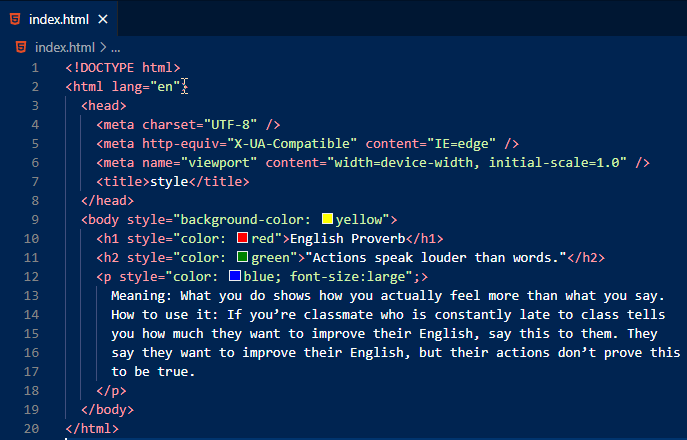 index.html ×
index.html > ...
1 <!DOCTYPE html>
2 <html lang="en">
3 <head>
4 <meta charset="UTF-8" />
5 <meta http-equiv="X-UA-Compatible" content="IE=edge" />
6 <meta name="viewport" content="width=device-width, initial-scale=1.0" />
7 <title>style</title>
8 </head>
9 <body style="background-color: yellow">
10 <h1 style="color: red">English Proverb</h1>
11 <h2 style="color: green">"Actions speak louder than words."</h2>
12 <p style="color: blue; font-size:large";>
13 Meaning: What you do shows how you actually feel more than what you say.
14 How to use it: If you’re classmate who is constantly late to class tells
15 you how much they want to improve their English, say this to them. They
16 say they want to improve their English, but their actions don’t prove this
17 to be true.
18 </p>
19 </body>
20 </html>